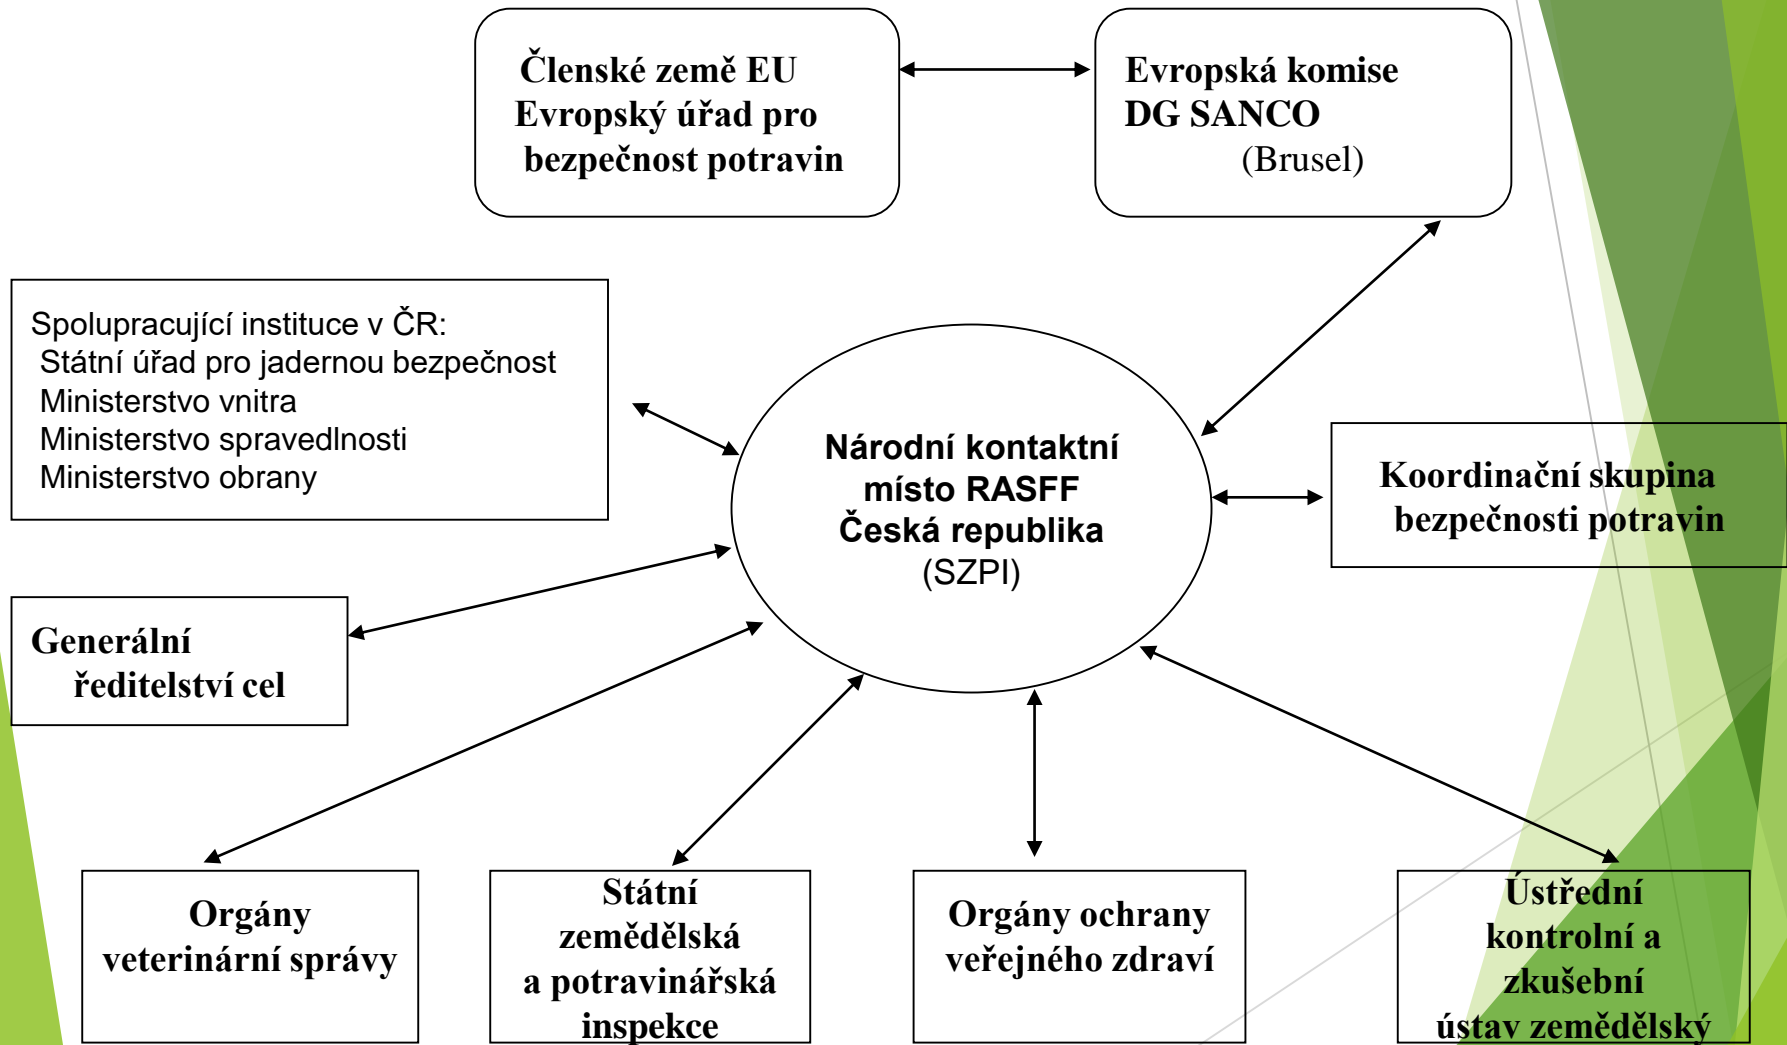 Členské země EU
Evropský úřad pro
bezpečnost potravin
Evropská komise
DG SANCO
(Brusel)
Spolupracující instituce v ČR:
Státní úřad pro jadernou bezpečnost
Ministerstvo vnitra
Ministerstvo spravedlnosti
Ministerstvo obrany
Národní kontaktní
místo RASFF
Česká republika
(SZPI)
Koordinační skupina
bezpečnosti potravin
Generální
ředitelství cel
Orgány
veterinární správy
Státní
zemědělská
a potravinářská
inspekce
Orgány ochrany
veřejného zdraví
Ústřední
kontrolní a
zkušební
ústav zemědělský